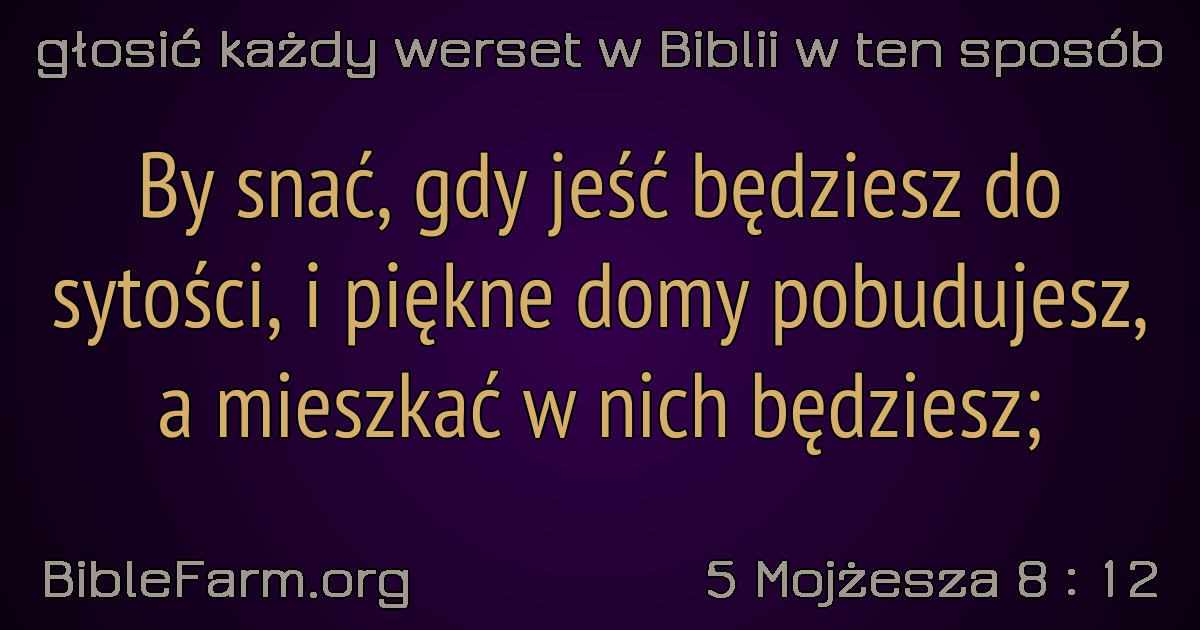 głosić każdy werset w Biblii w ten sposób
By snać, gdy jeść będziesz do
sytości, i piękne domy pobudujesz,
a mieszkać w nich będziesz;
BibleFarm.org
5 Mojżesza 8 : 12